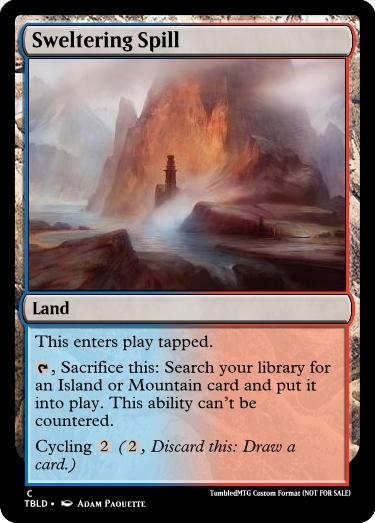 Sweltering Spill
Land
This enters play tapped.
, Sacrifice this: Search your library for
an Island or Mountain card and put it
into play. This ability can't be
countered.
Cycling 2 (2, Discard this: Draw a
card.)
C
TumbledMTG Custom Format (NOT FOR SALE)
TBLD • Adam Paquette